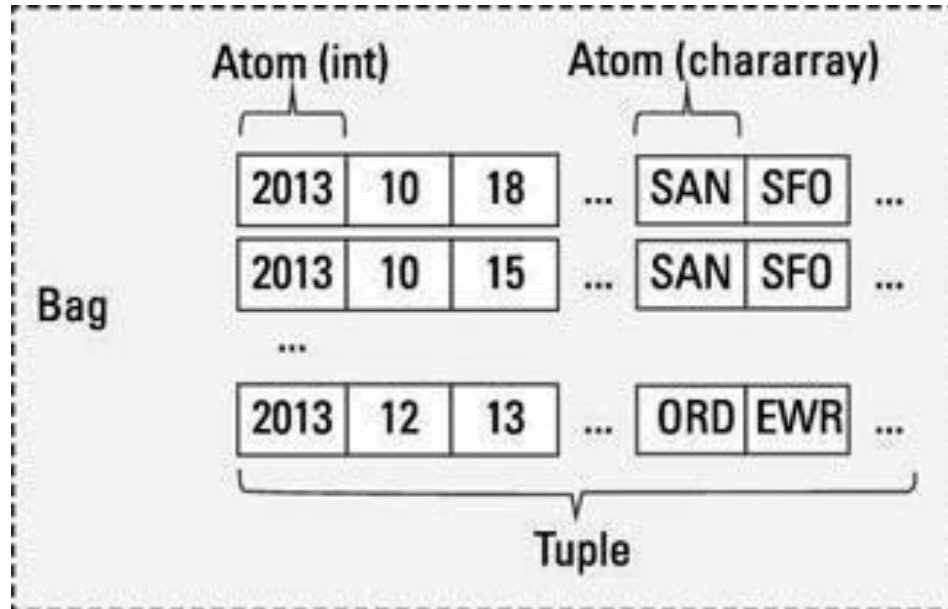 Atom (int) Atom (chararray)
2013 10 18 ... SAN SFO ...
2013 10 15 ... SAN SFO ...
Bag
...
2013 12 13 ... ORD EWR ...
Tuple